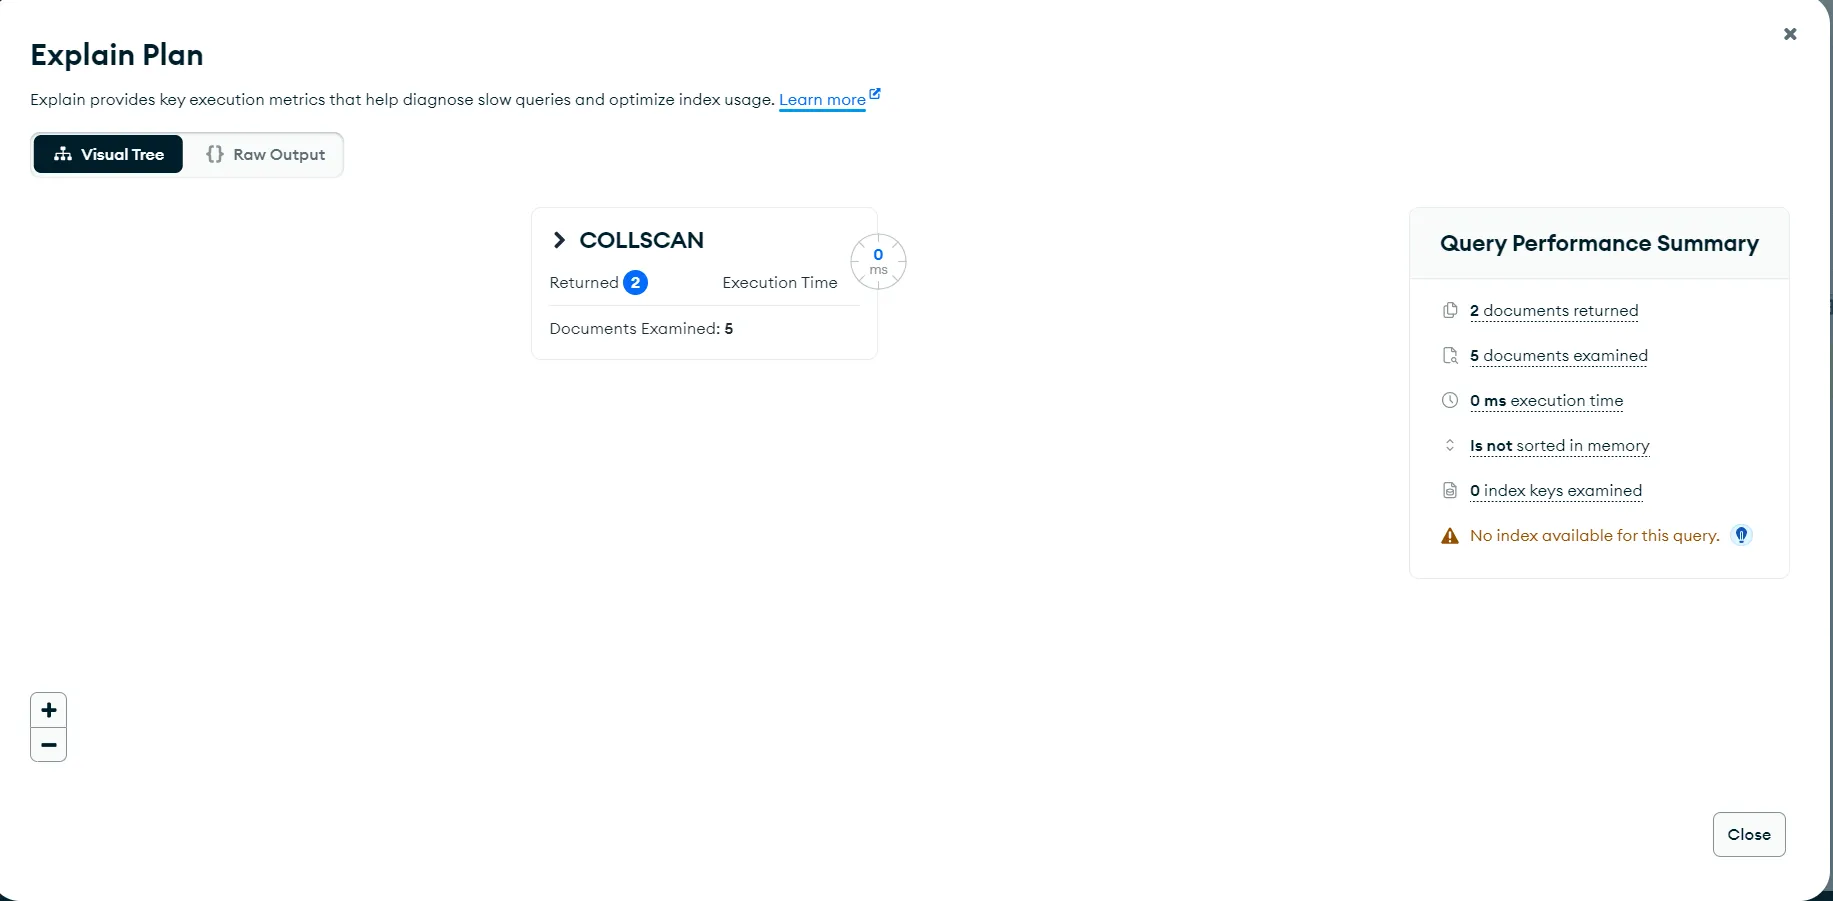 Explain Plan
Explain provides key execution metrics that help diagnose slow queries and optimize index usage. Learn more
Visual Tree
{} Raw Output
COLLSCAN
0
ms
Returned 2
Execution Time
Documents Examined: 5
Query Performance Summary
2 documents returned
5 documents examined
0 ms execution time
Is not sorted in memory
0 index keys examined
No index available for this query.
Close